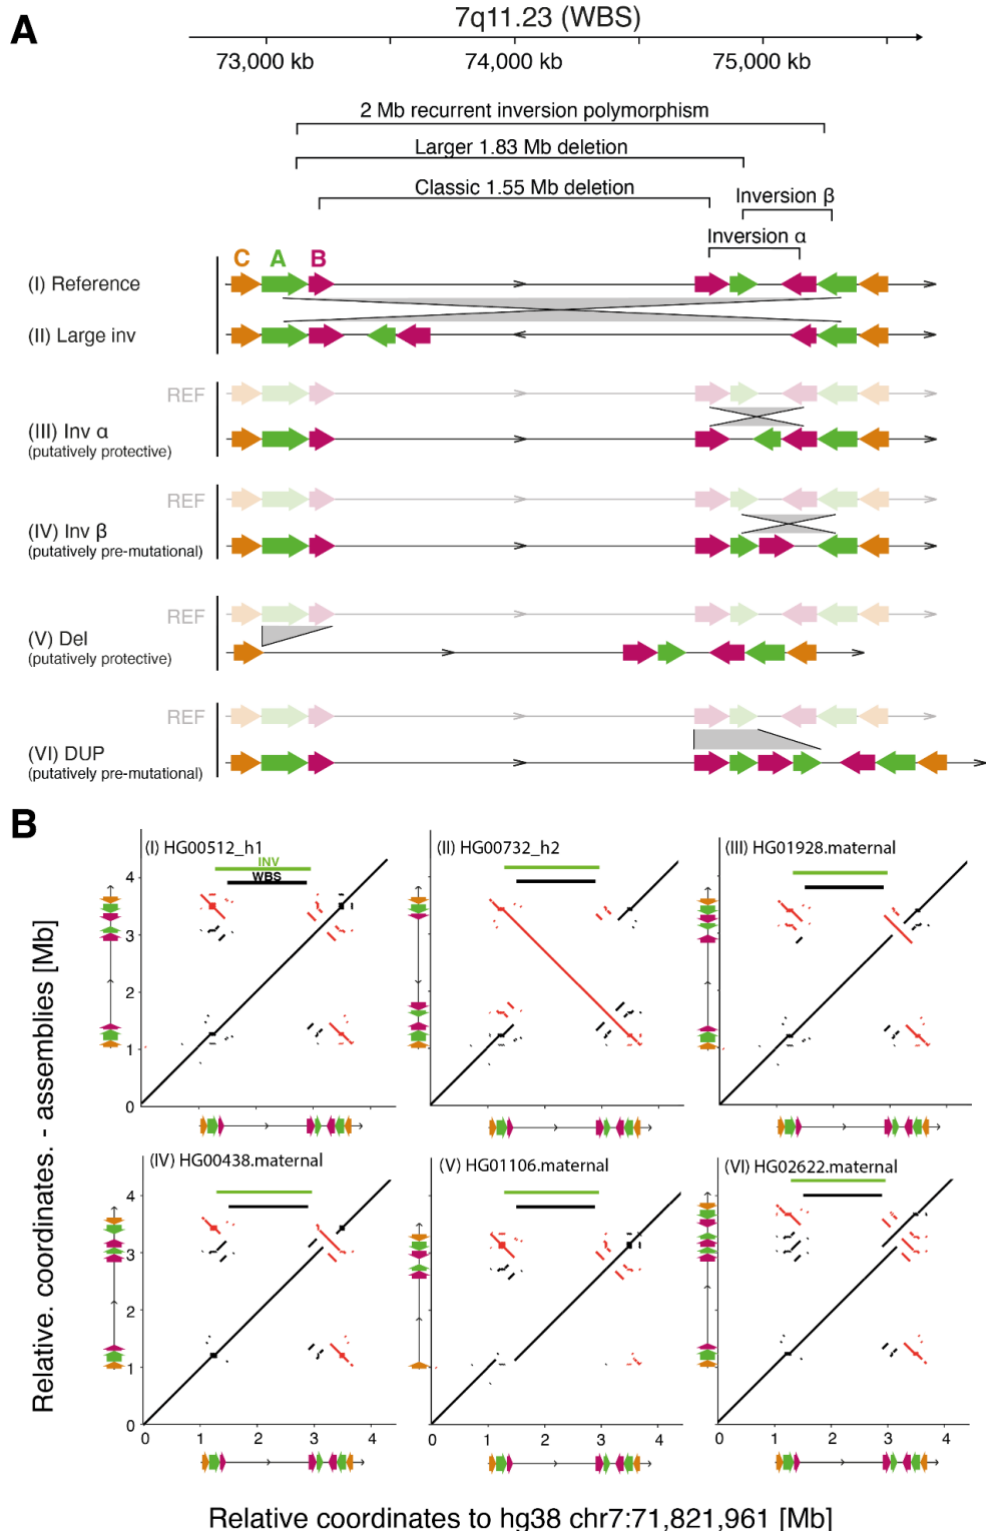 A
7q11.23 (WBS)
73,000 kb 74,000 kb 75,000 kb
2 Mb recurrent inversion polymorphism
Larger 1.83 Mb deletion
Classic 1.55 Mb deletion
Inversion β
Inversion α
C A B
(I) Reference
(II) Large inv
REF
(III) Inv α
(putatively protective)
REF
(IV) Inv β
(putatively pre-mutational)
REF
(V) Del
(putatively protective)
REF
(VI) DUP
(putatively pre-mutational)
B
Relative. coordinates. - assemblies [Mb]
(I) HG00512_h1
INV
WBS
4
3
2
1
0
(II) HG00732_h2
(III) HG01928.maternal
(IV) HG00438.maternal
4
3
2
1
0
0 1 2 3 4
(V) HG01106.maternal
0 1 2 3 4
(VI) HG02622.maternal
0 1 2 3 4
Relative coordinates to hg38 chr7:71,821,961 [Mb]